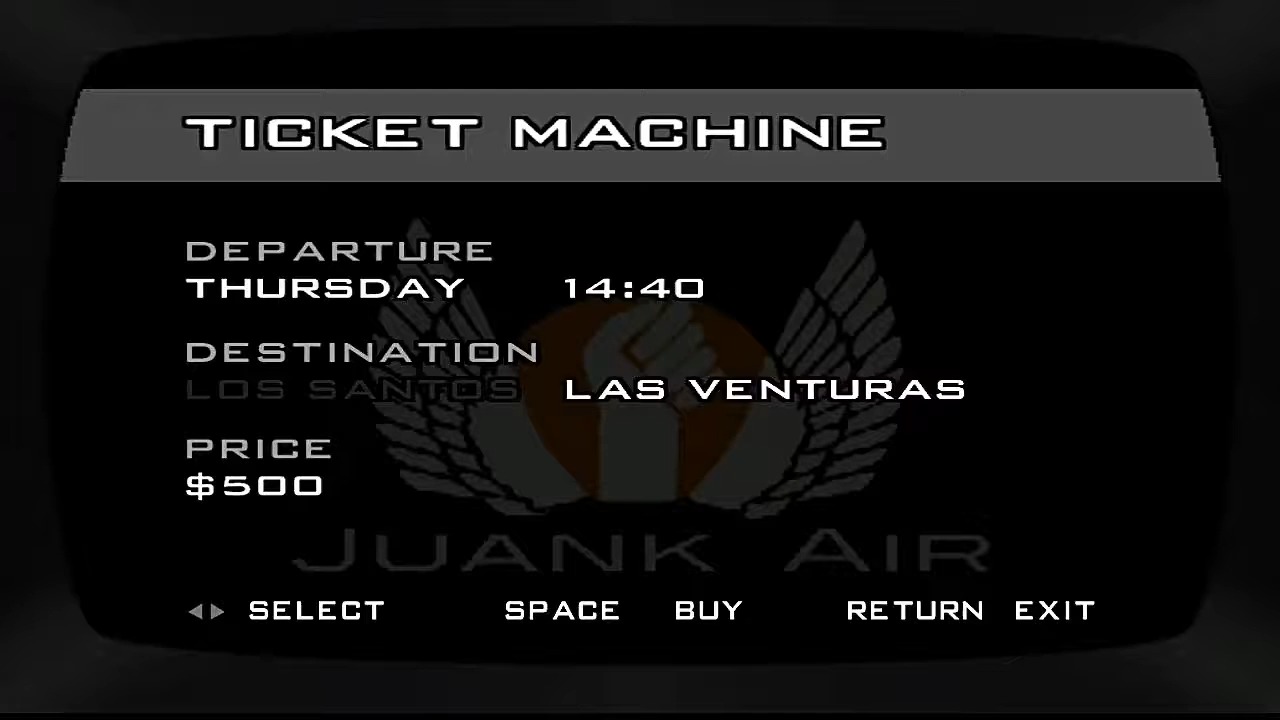 TICKET MACHINE
DEPARTURE
THURSDAY 14:40
DESTINATION
LOS SANTOS LAS VENTURAS
PRICE
$500
JUANK AIR
SELECT SPACE BUY RETURN EXIT